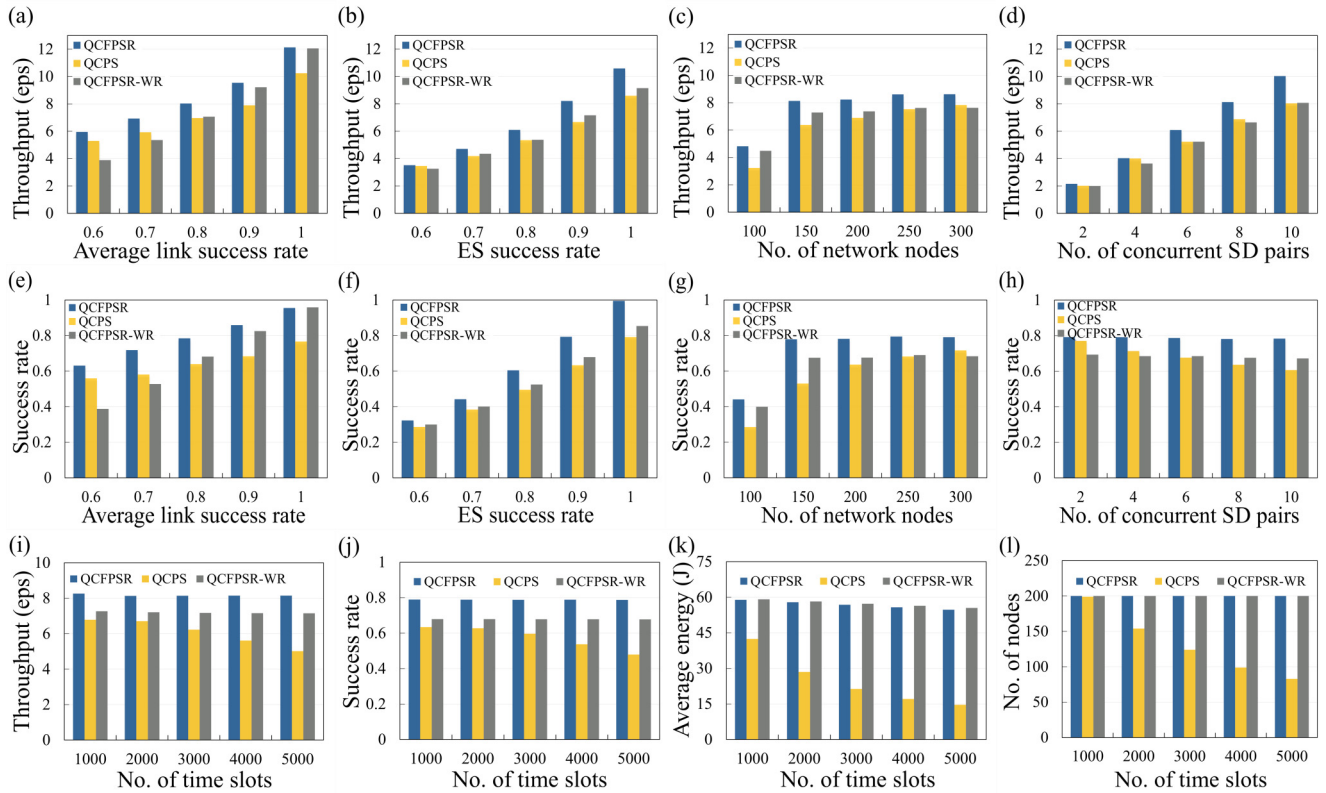 (a)
Throughput (eps)
12
10
8
6
4
2
0
QCFPSR
QCPS
QCFPSR-WR
0.6 0.7 0.8 0.9 1
Average link success rate
(b)
Throughput (eps)
12
10
8
6
4
2
0
QCFPSR
QCPS
QCFPSR-WR
0.6 0.7 0.8 0.9 1
ES success rate
(c)
Throughput (eps)
12
10
8
6
4
2
0
QCFPSR
QCPS
QCFPSR-WR
100 150 200 250 300
No. of network nodes
(d)
Throughput (eps)
12
10
8
6
4
2
0
QCFPSR
QCPS
QCFPSR-WR
2 4 6 8 10
No. of concurrent SD pairs
(e)
Success rate
1
0.8
0.6
0.4
0.2
0
QCFPSR
QCPS
QCFPSR-WR
0.6 0.7 0.8 0.9 1
Average link success rate
(f)
Success rate
1
0.8
0.6
0.4
0.2
0
QCFPSR
QCPS
QCFPSR-WR
0.6 0.7 0.8 0.9 1
ES success rate
(g)
Success rate
1
0.8
0.6
0.4
0.2
0
QCFPSR
QCPS
QCFPSR-WR
100 150 200 250 300
No. of network nodes
(h)
Success rate
1
0.8
0.6
0.4
0.2
0
QCFPSR
QCPS
QCFPSR-WR
2 4 6 8 10
No. of concurrent SD pairs
(i)
Throughput (eps)
10
8
6
4
2
0
QCFPSR QCPS QCFPSR-WR
1000 2000 3000 4000 5000
No. of time slots
(j)
Success rate
1
0.8
0.6
0.4
0.2
0
QCFPSR QCPS QCFPSR-WR
1000 2000 3000 4000 5000
No. of time slots
(k)
Average energy (J)
75
60
45
30
15
0
QCFPSR QCPS QCFPSR-WR
1000 2000 3000 4000 5000
No. of time slots
(l)
No. of nodes
250
200
150
100
50
0
QCFPSR QCPS QCFPSR-WR
1000 2000 3000 4000 5000
No. of time slots